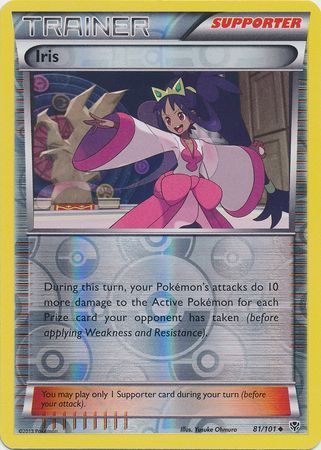 TRAINER
SUPPORTER
Iris
During this turn, your Pokémon's attacks do 10
more damage to the Active Pokémon for each
Prize card your opponent has taken (before
applying Weakness and Resistance).
You may play only 1 Supporter card during your turn (before
your attack).
©2013 Pokémon
Illus. Yusuke Ohmura
81/101